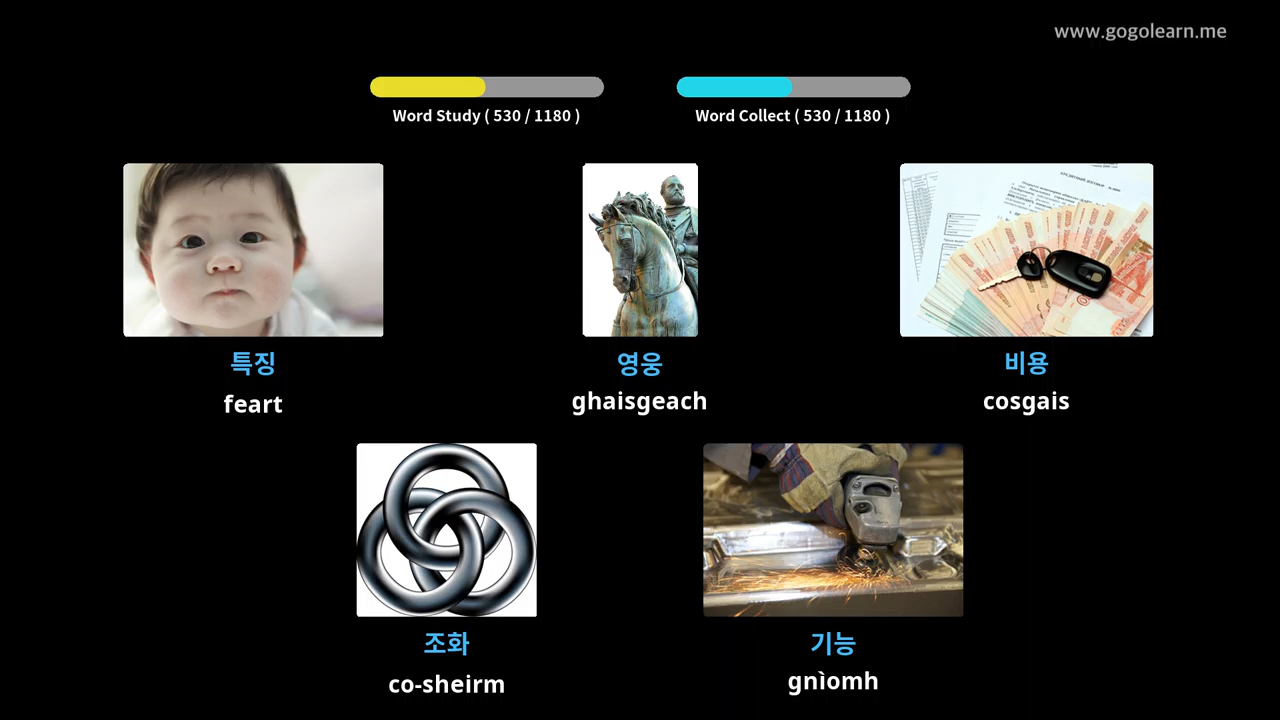 www.gogolearn.me
Word Study ( 530 / 1180 )
Word Collect ( 530 / 1180 )
특징
feart
영웅
ghaisgeach
비용
cosgais
조화
co-sheirm
기능
gnìomh